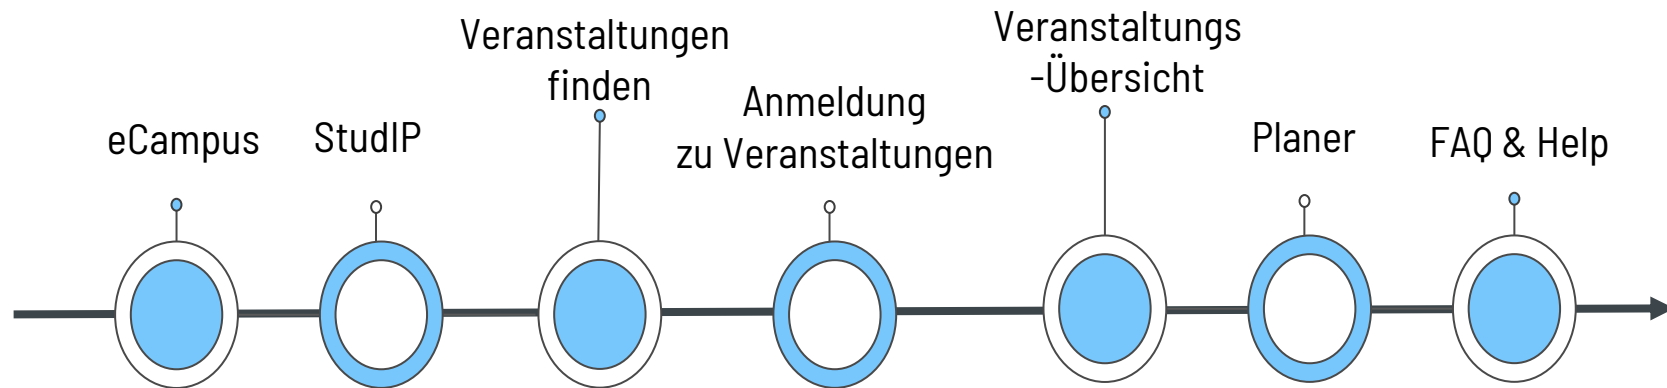 eCampus
StudIP
Veranstaltungen
finden
Anmeldung
zu Veranstaltungen
Veranstaltungs
-Übersicht
Planer
FAQ & Help